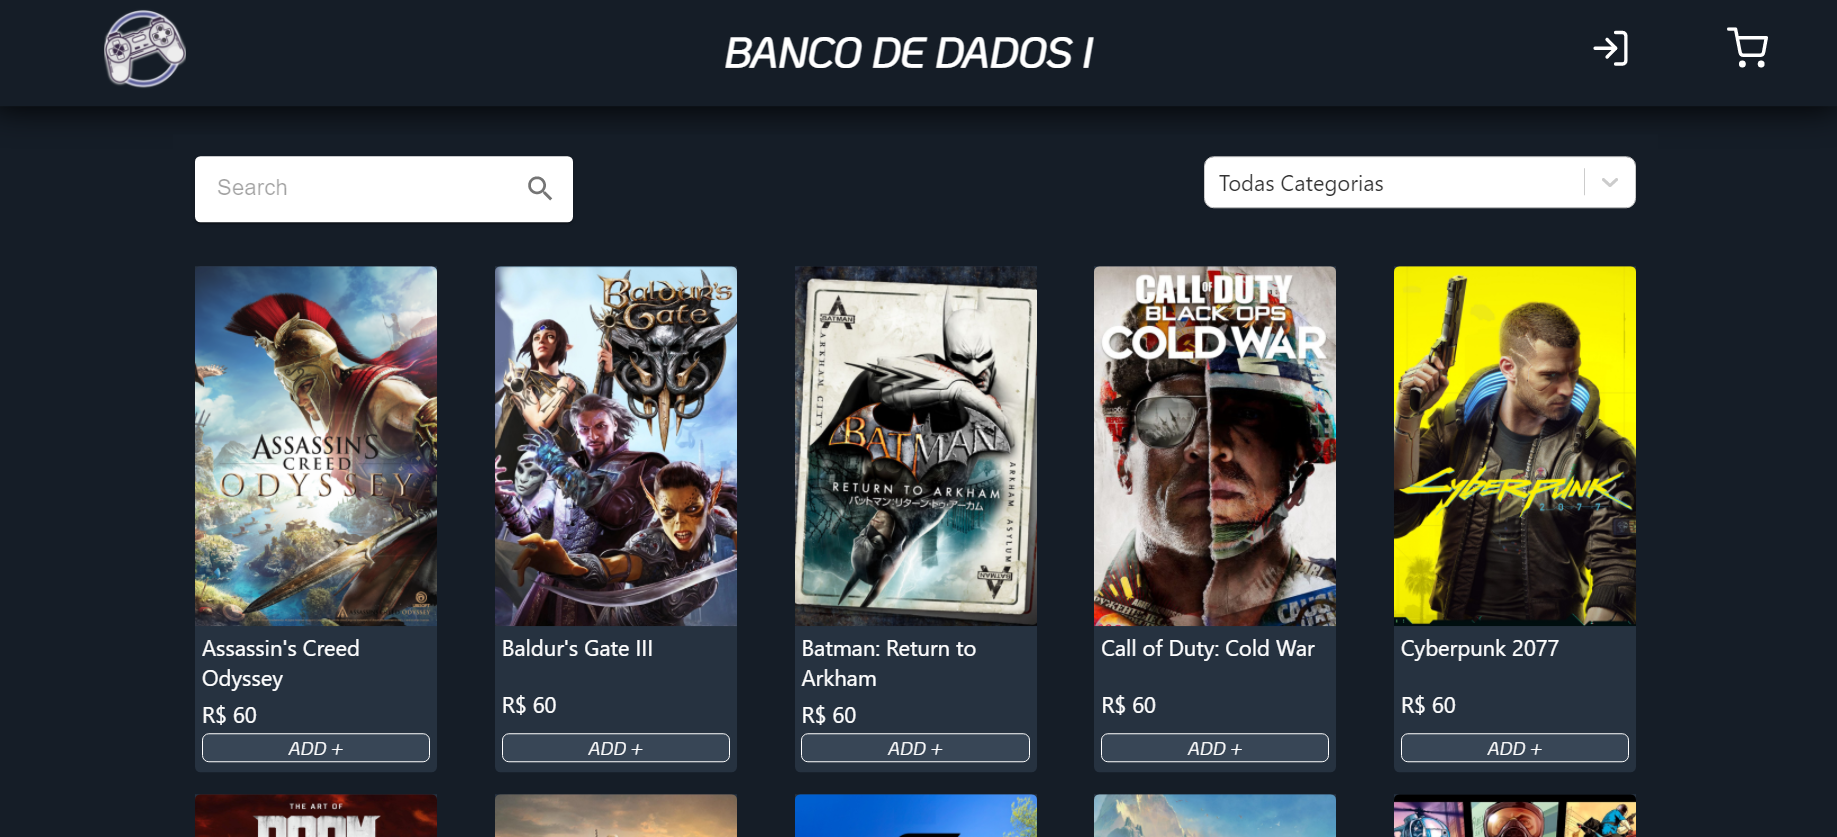 BANCO DE DADOS I
Search
Todas Categorias
ASSASSIN'S
CREED
ODYSSEY
Assassin's Creed
Odyssey
R$ 60
ADD +
Baldur's
Gate
Baldur's Gate III
R$ 60
ADD +
BATMAN
ARKHAM CITY
BATMAN
RETURN TO ARKHAM
バットマン:リターン・トゥ・アーカム
ARKHAM ASYLUM
BATMAN
Batman: Return to
Arkham
R$ 60
ADD +
CALL OF DUTY
BLACK OPS
COLD WAR
Call of Duty: Cold War
R$ 60
ADD +
Cyberpunk
2077
Cyberpunk 2077
R$ 60
ADD +
THE ART OF
DOOM